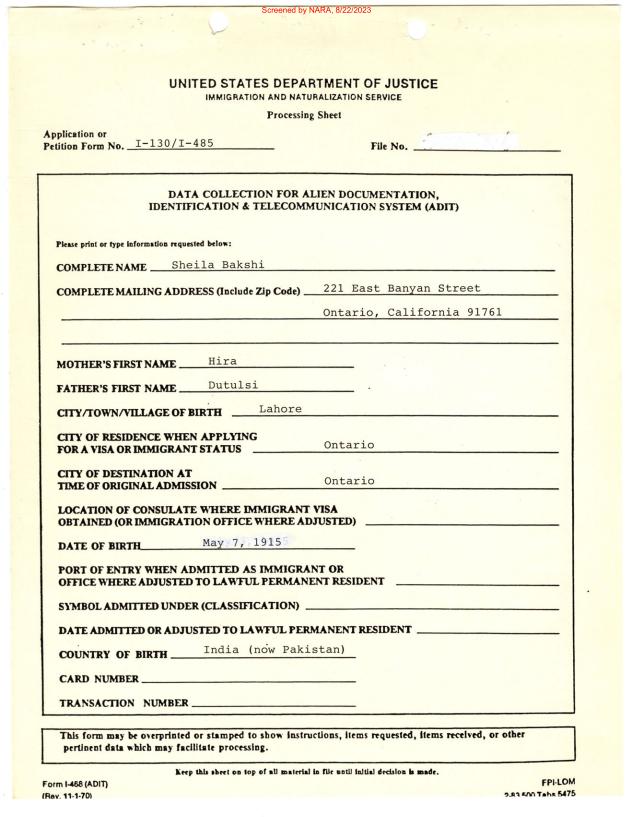 Screened by NARA, 8/22/2023
UNITED STATES DEPARTMENT OF JUSTICE
IMMIGRATION AND NATURALIZATION SERVICE
Processing Sheet
Application or
Petition Form No. I-130/I-485 File No.
DATA COLLECTION FOR ALIEN DOCUMENTATION,
IDENTIFICATION & TELECOMMUNICATION SYSTEM (ADIT)
Please print or type information requested below:
COMPLETE NAME Sheila Bakshi
COMPLETE MAILING ADDRESS (Include Zip Code) 221 East Banyan Street
Ontario, California 91761
MOTHER'S FIRST NAME Hira
FATHER'S FIRST NAME Dutulsi
CITY/TOWN/VILLAGE OF BIRTH Lahore
CITY OF RESIDENCE WHEN APPLYING
FOR A VISA OR IMMIGRANT STATUS Ontario
CITY OF DESTINATION AT
TIME OF ORIGINAL ADMISSION Ontario
LOCATION OF CONSULATE WHERE IMMIGRANT VISA
OBTAINED (OR IMMIGRATION OFFICE WHERE ADJUSTED)
DATE OF BIRTH May 7, 1915
PORT OF ENTRY WHEN ADMITTED AS IMMIGRANT OR
OFFICE WHERE ADJUSTED TO LAWFUL PERMANENT RESIDENT
SYMBOL ADMITTED UNDER (CLASSIFICATION)
DATE ADMITTED OR ADJUSTED TO LAWFUL PERMANENT RESIDENT
COUNTRY OF BIRTH India (now Pakistan)
CARD NUMBER
TRANSACTION NUMBER
This form may be overprinted or stamped to show instructions, items requested, items received, or other
pertinent data which may facilitate processing.
Keep this sheet on top of all material in file until initial decision is made.
Form I-468 (ADIT) FPI-LOM
(Rev. 11-1-70) 2-83 500 Tabs 5475